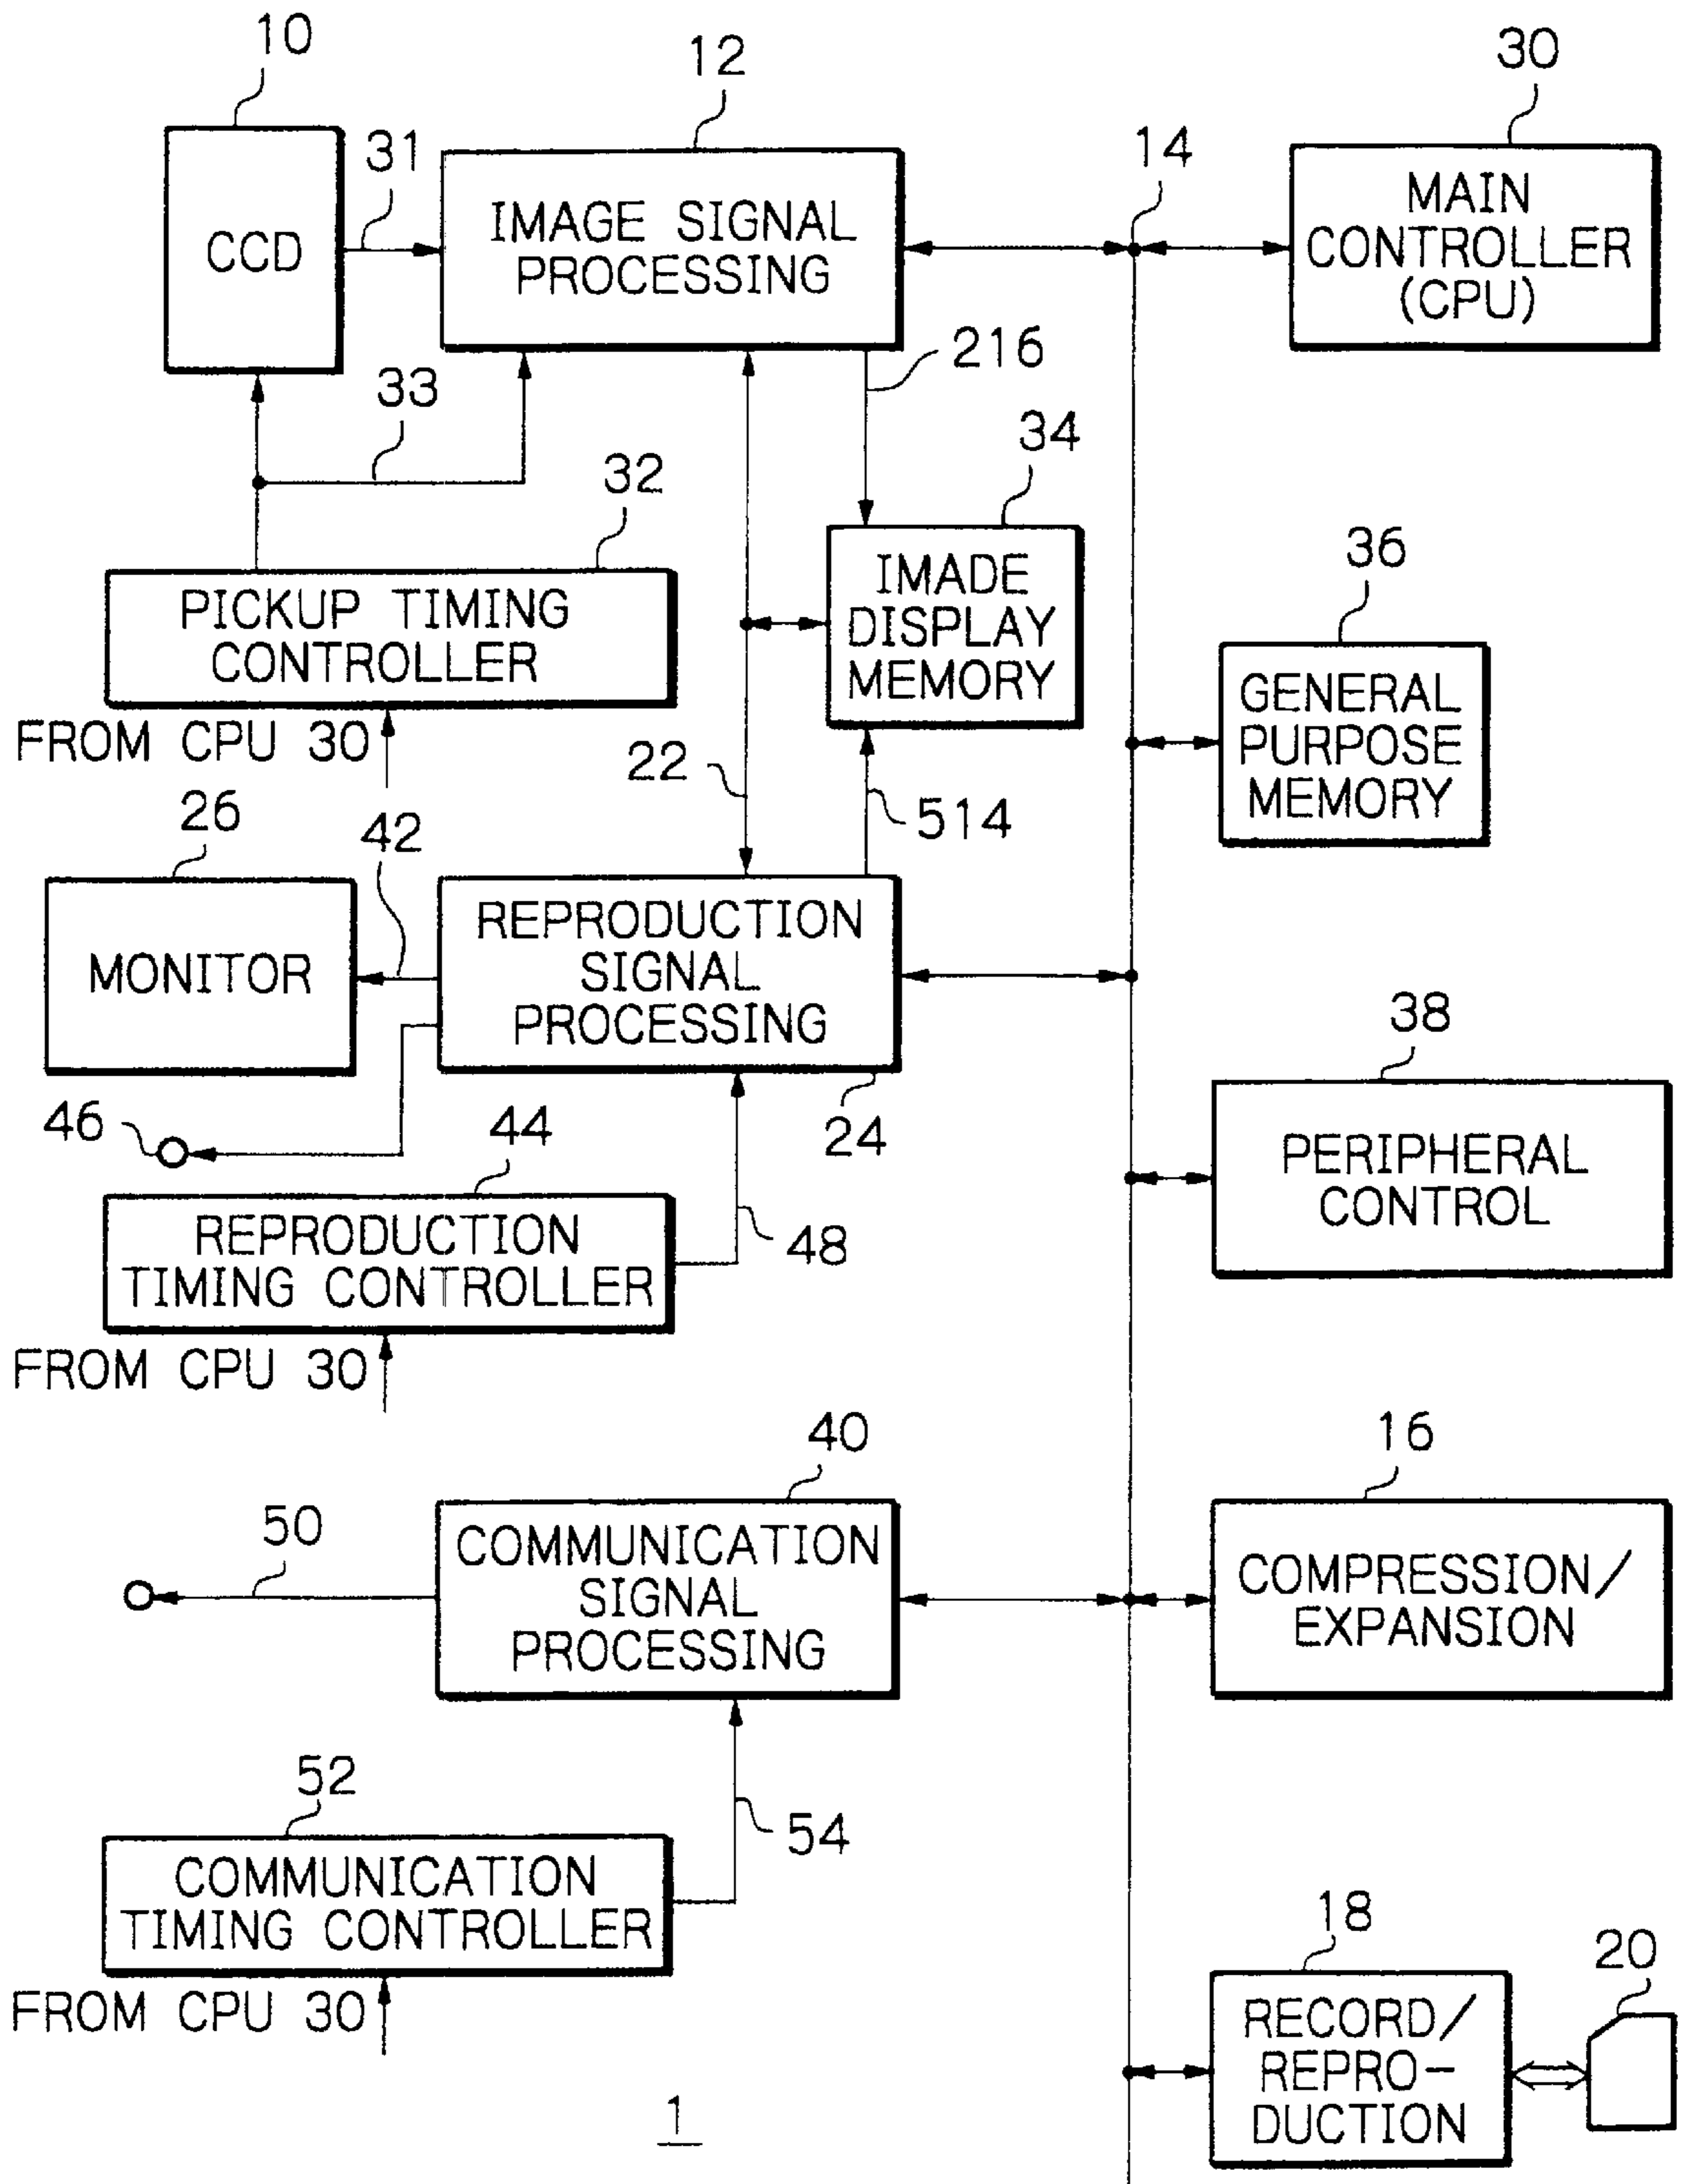 10
12
30
31
14
CCD
IMAGE SIGNAL
PROCESSING
MAIN
CONTROLLER
(CPU)
33
216
32
34
36
PICKUP TIMING
CONTROLLER
IMADE
DISPLAY
MEMORY
GENERAL
PURPOSE
MEMORY
FROM CPU 30
22
514
26
42
MONITOR
REPRODUCTION
SIGNAL
PROCESSING
38
46
44
24
PERIPHERAL
CONTROL
REPRODUCTION
TIMING CONTROLLER
48
FROM CPU 30
40
16
50
COMMUNICATION
SIGNAL
PROCESSING
COMPRESSION/
EXPANSION
52
54
COMMUNICATION
TIMING CONTROLLER
18
20
FROM CPU 30
RECORD/
REPRO-
DUCTION
1